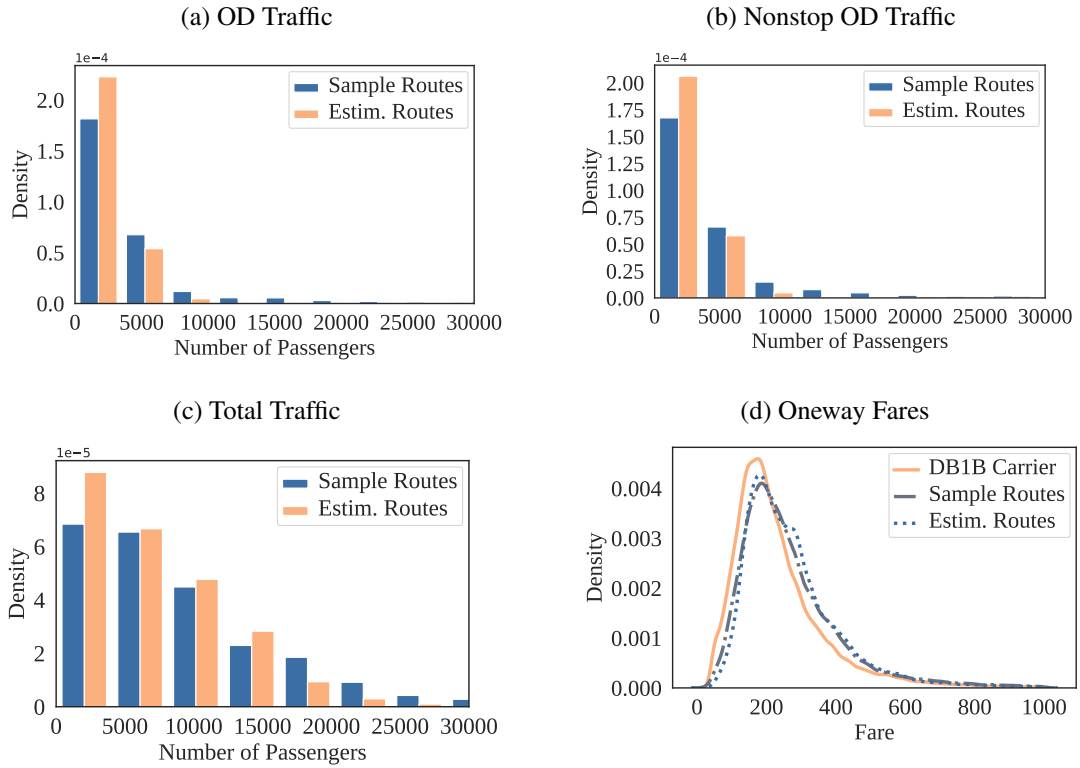 (a) OD Traffic
1e−4
Sample Routes
Estim. Routes
2.0
1.5
1.0
0.5
0.0
Density
0 5000 10000 15000 20000 25000 30000
Number of Passengers
(b) Nonstop OD Traffic
1e−4
Sample Routes
Estim. Routes
2.00
1.75
1.50
1.25
1.00
0.75
0.50
0.25
0.00
Density
0 5000 10000 15000 20000 25000 30000
Number of Passengers
(c) Total Traffic
1e−5
Sample Routes
Estim. Routes
8
6
4
2
0
Density
0 5000 10000 15000 20000 25000 30000
Number of Passengers
(d) Oneway Fares
DB1B Carrier
Sample Routes
Estim. Routes
0.004
0.003
0.002
0.001
0.000
Density
0 200 400 600 800 1000
Fare